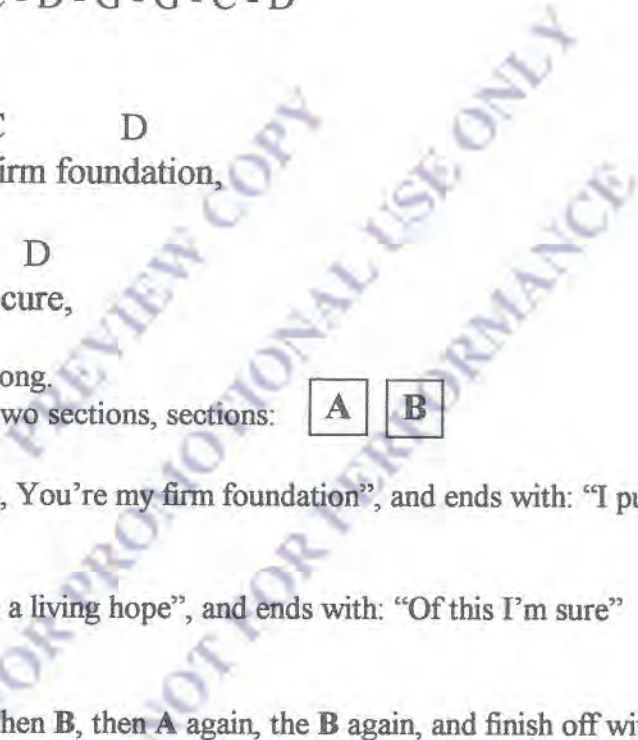 C - D - G - G - C - D
C D
irm foundation,
D
cure,
ong.
wo sections, sections: A B
, You're my firm foundation", and ends with: "I pu
a living hope", and ends with: "Of this I'm sure"
hen B, then A again, the B again, and finish off wi
PREVIEW COPY
FOR PROMOTIONAL USE ONLY
NOT FOR PERFORMANCE